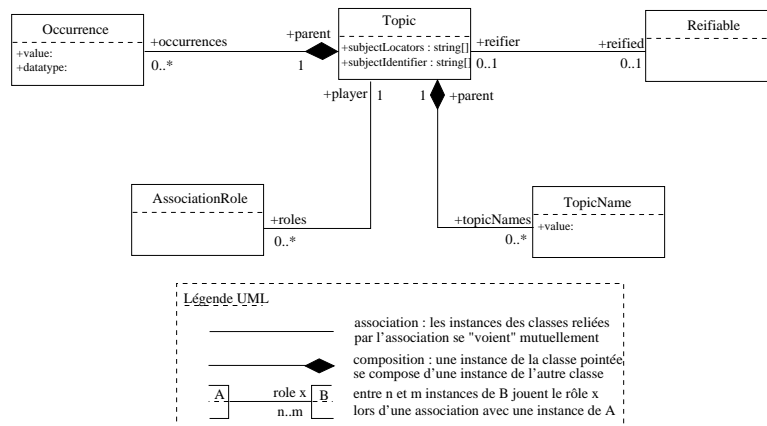 Occurrence
+value:
+datatype:
+occurrences
0..*
+parent
1
Topic
+subjectLocators : string[]
+subjectIdentifier : string[]
+reifier
0..1
+reified
0..1
Reifiable
+player
1
1
+parent
AssociationRole
+roles
0..*
+topicNames
0..*
TopicName
+value:
Légende UML
association : les instances des classes reliées
par l'association se "voient" mutuellement
composition : une instance de la classe pointée
se compose d'une instance de l'autre classe
A
role x
n..m
B
entre n et m instances de B jouent le rôle x
lors d'une association avec une instance de A